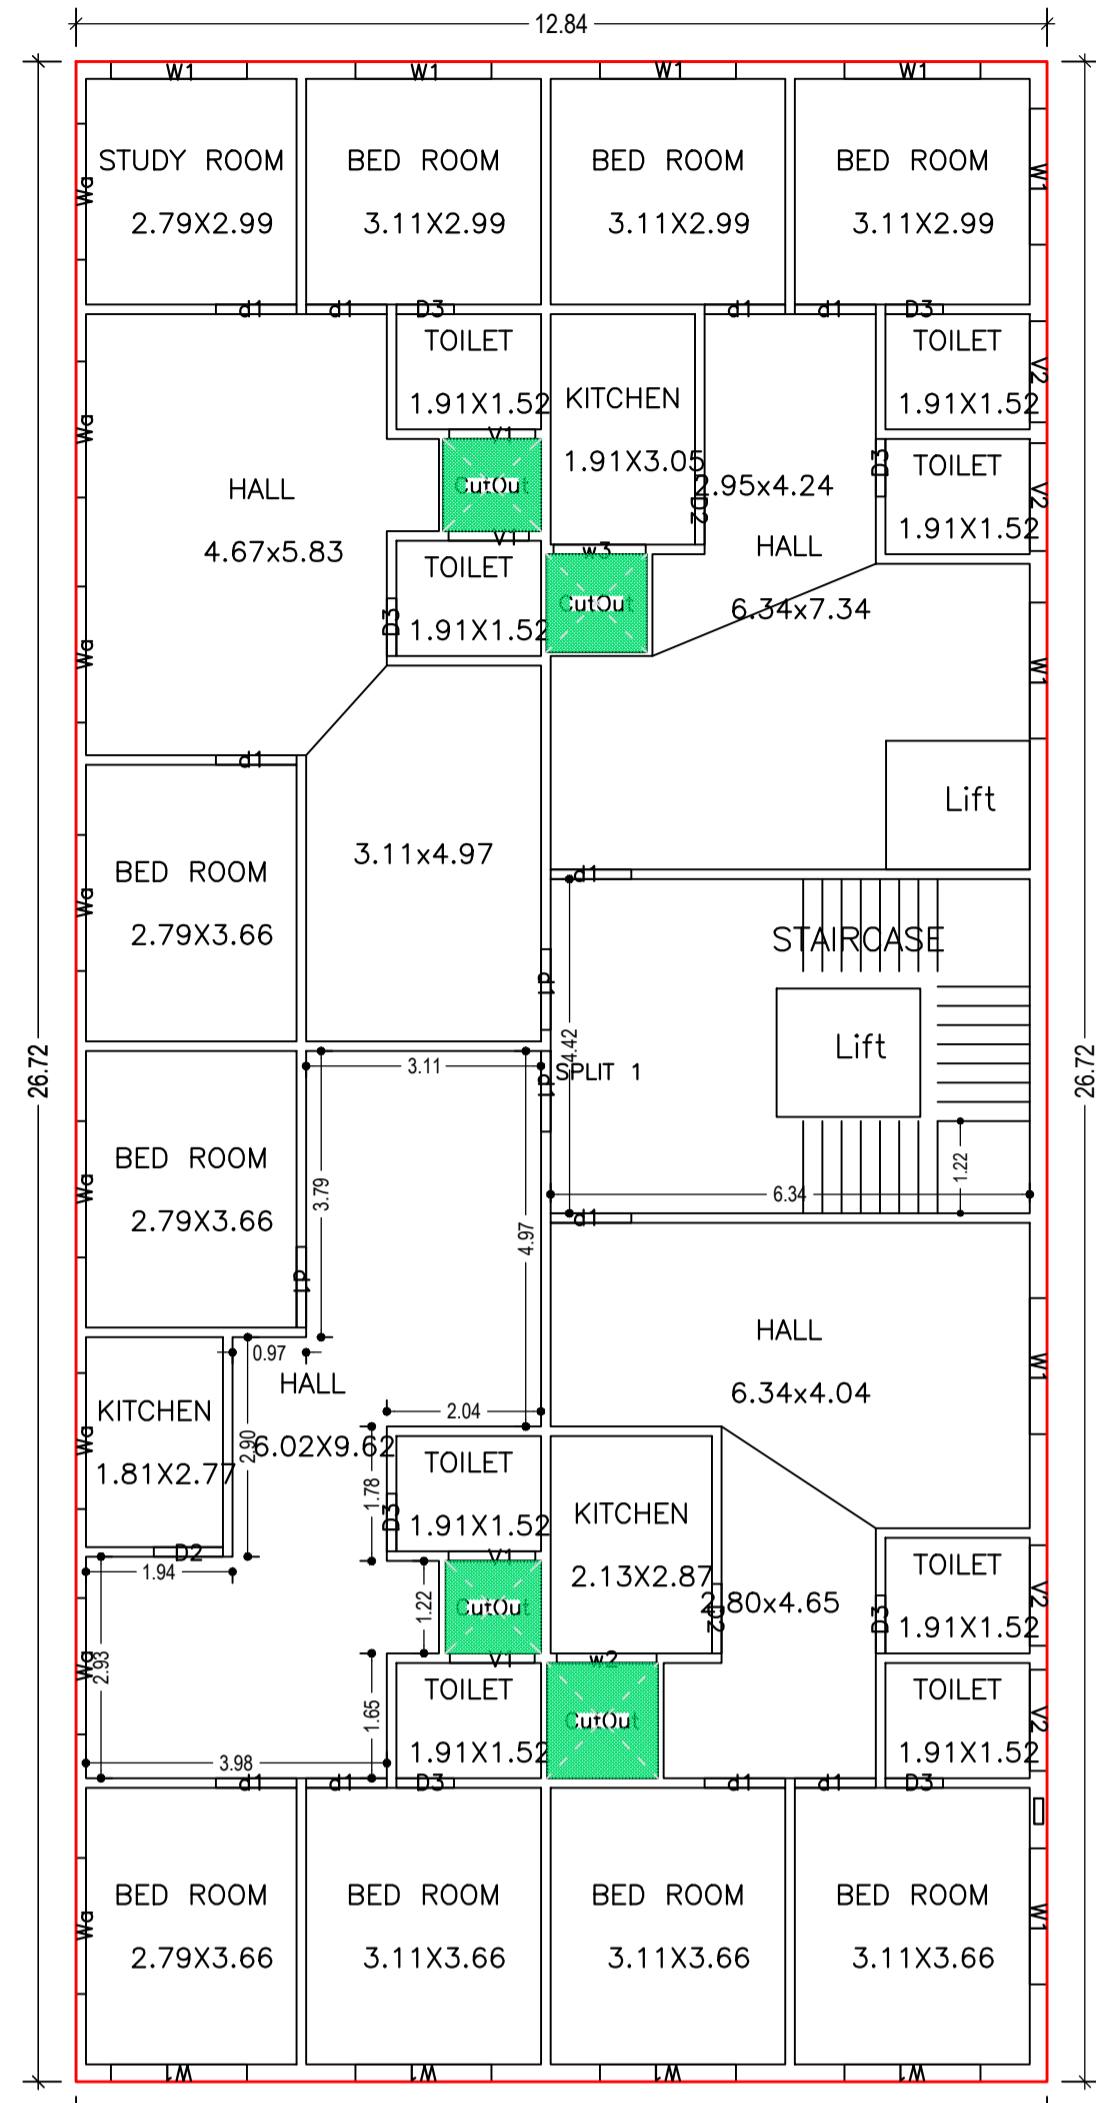 12.84
W1
W1
W1
W1
STUDY ROOM
2.79X2.99
BED ROOM
3.11X2.99
BED ROOM
3.11X2.99
BED ROOM
3.11X2.99
Wa
W1
d1
d1
D3
d1
d1
D3
TOILET
1.91X1.52
KITCHEN
1.91X3.05
TOILET
1.91X1.52
V2
Wa
V1
CutOut
V1
HALL
4.67x5.83
D3
TOILET
1.91X1.52
V2
2.95x4.24
D2
HALL
6.34x7.34
w3
CutOut
TOILET
1.91X1.52
D3
Wa
W1
d1
Lift
3.11x4.97
BED ROOM
2.79X3.66
Wa
d1
STAIRCASE
d1
Lift
4.42
26.72
26.72
SPLIT 1
d1
3.11
BED ROOM
2.79X3.66
Wa
3.79
4.97
1.22
6.34
d1
d1
HALL
6.34x4.04
W1
0.97
HALL
6.02X9.62
KITCHEN
1.81X2.77
Wa
2.90
2.04
1.78
D3
TOILET
1.91X1.52
KITCHEN
2.13X2.87
D2
1.94
V1
CutOut
V1
1.22
2.80x4.65
D2
D3
TOILET
1.91X1.52
V2
Wa
2.93
1.65
w2
CutOut
TOILET
1.91X1.52
TOILET
1.91X1.52
V2
3.98
d1
d1
D3
d1
d1
D3
BED ROOM
2.79X3.66
BED ROOM
3.11X3.66
BED ROOM
3.11X3.66
BED ROOM
3.11X3.66
Wa
W1
W1
W1
W1
W1